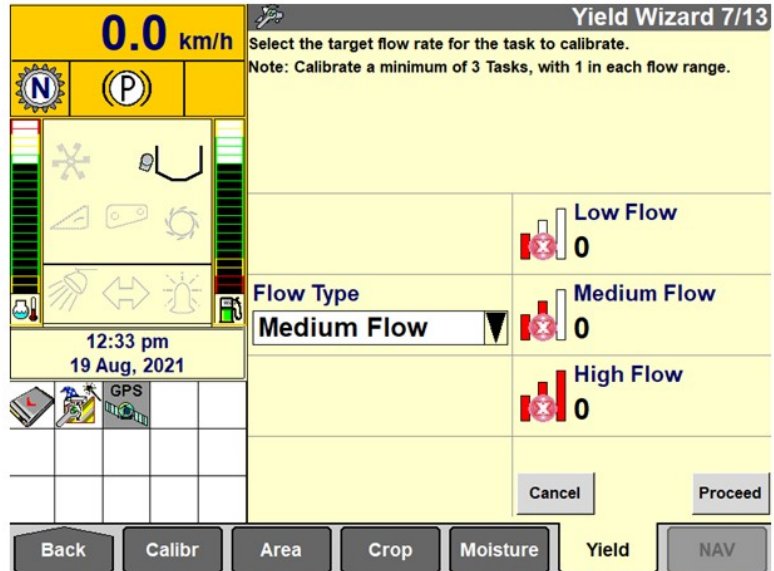 0.0 km/h
N
(P)
12:33 pm
19 Aug, 2021
L
GPS
Yield Wizard 7/13
Select the target flow rate for the task to calibrate.
Note: Calibrate a minimum of 3 Tasks, with 1 in each flow range.
Low Flow
0
Flow Type
Medium Flow
Medium Flow
0
High Flow
0
Cancel
Proceed
Back
Calibr
Area
Crop
Moisture
Yield
NAV